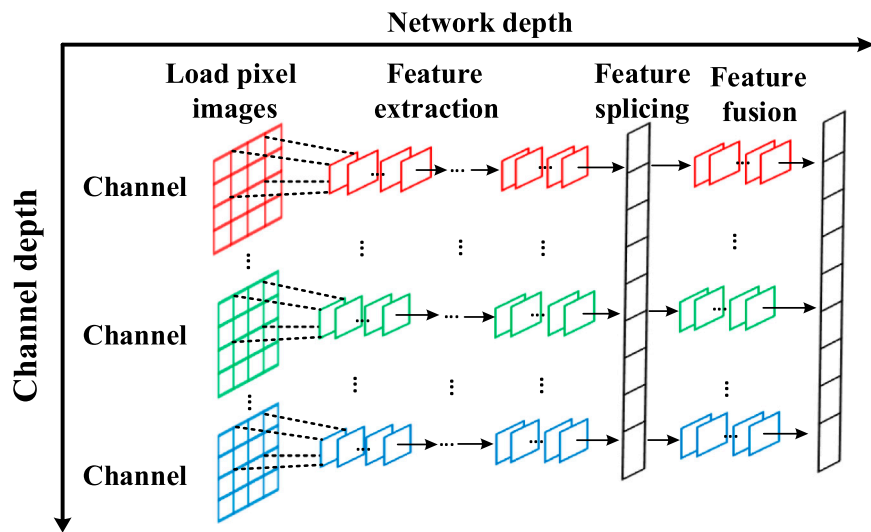 Network depth
Load pixel
images
Feature
extraction
Feature
splicing
Feature
fusion
Channel depth
Channel
Channel
Channel